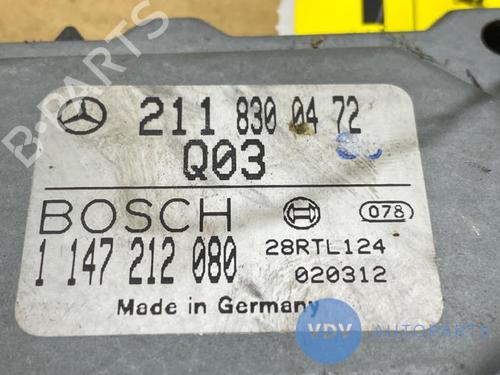 211 830 04 72
Q03
BOSCH
078
1 147 212 080
28RTL124
020312
Made in Germany
B-PARTS
VDV AUTOPARTS